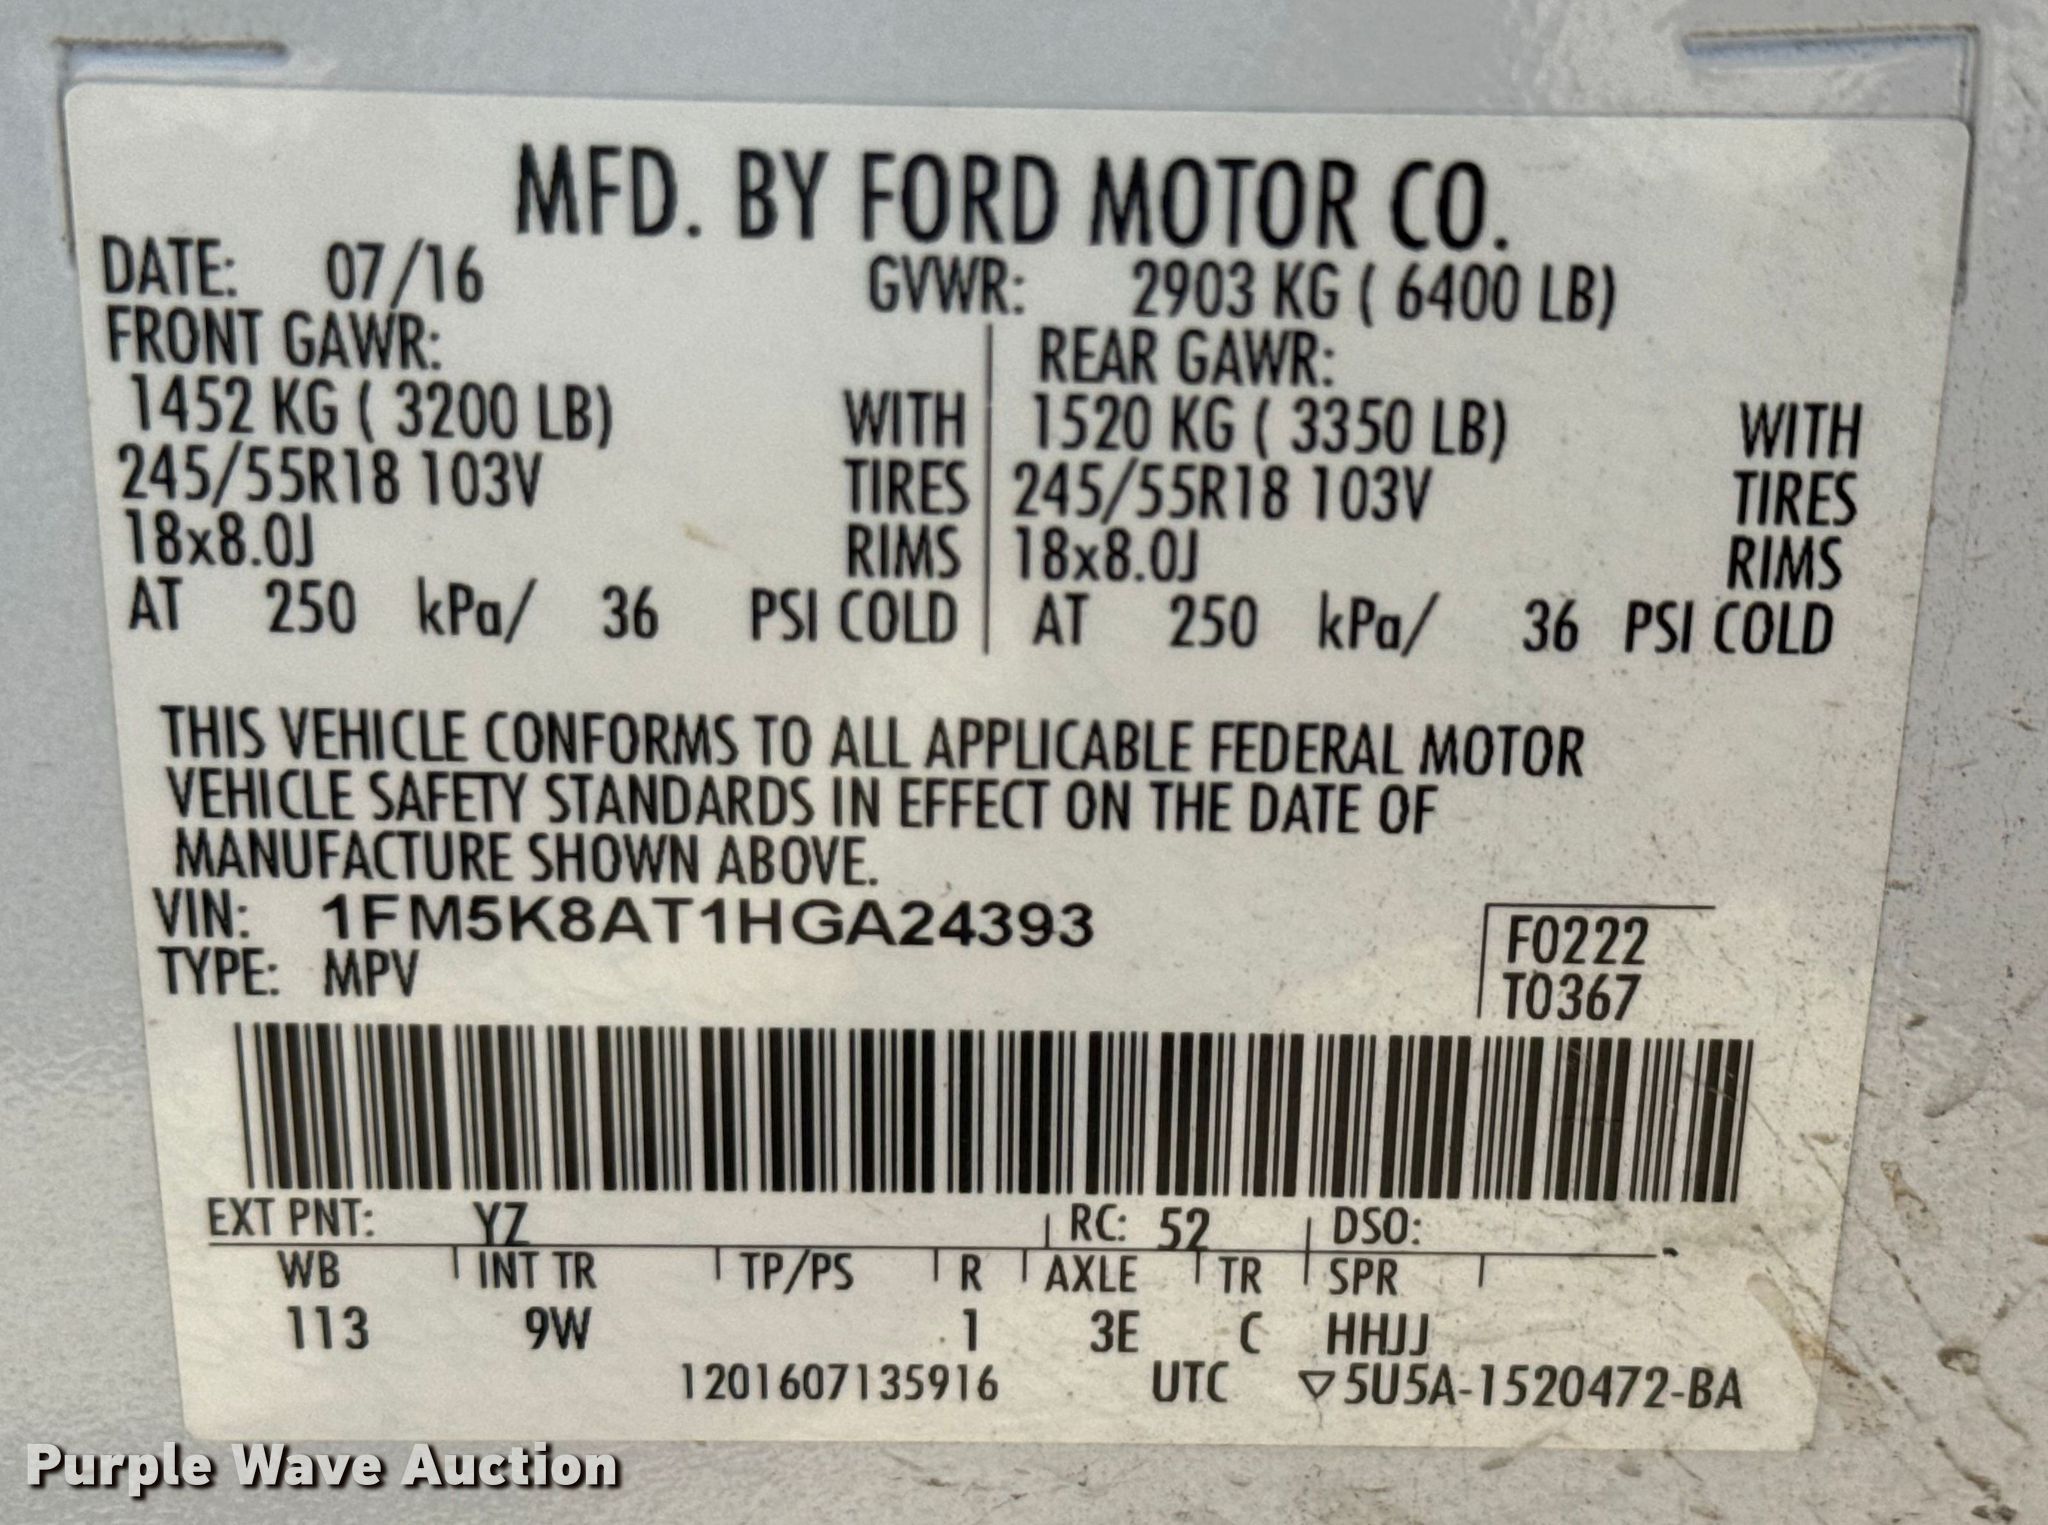 MFD. BY FORD MOTOR CO.
DATE: 07/16 GVWR: 2903 KG ( 6400 LB)
FRONT GAWR: REAR GAWR:
1452 KG ( 3200 LB) WITH 1520 KG ( 3350 LB) WITH
245/55R18 103V TIRES 245/55R18 103V TIRES
18x8.0J RIMS 18x8.0J RIMS
AT 250 kPa/ 36 PSI COLD AT 250 kPa/ 36 PSI COLD
THIS VEHICLE CONFORMS TO ALL APPLICABLE FEDERAL MOTOR
VEHICLE SAFETY STANDARDS IN EFFECT ON THE DATE OF
MANUFACTURE SHOWN ABOVE.
VIN: 1FM5K8AT1HGA24393
TYPE: MPV
F0222
T0367
EXT PNT: YZ RC: 52 DSO:
WB INT TR TP/PS R AXLE TR SPR
113 9W 1 3E C HHJJ
1201607135916 UTC ▽5U5A-1520472-BA
Purple Wave Auction